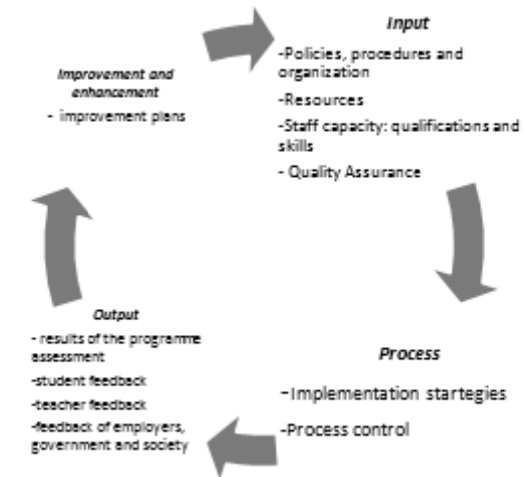 Input
-Policies, procedures and
organization
-Resources
-Staff capacity: qualifications and
skills
- Quality Assurance
Process
-Implementation startegies
-Process control
Output
- results of the programme
assessment
-student feedback
-teacher feedback
-feedback of employers,
government and society
Improvement and
enhancement
- improvement plans